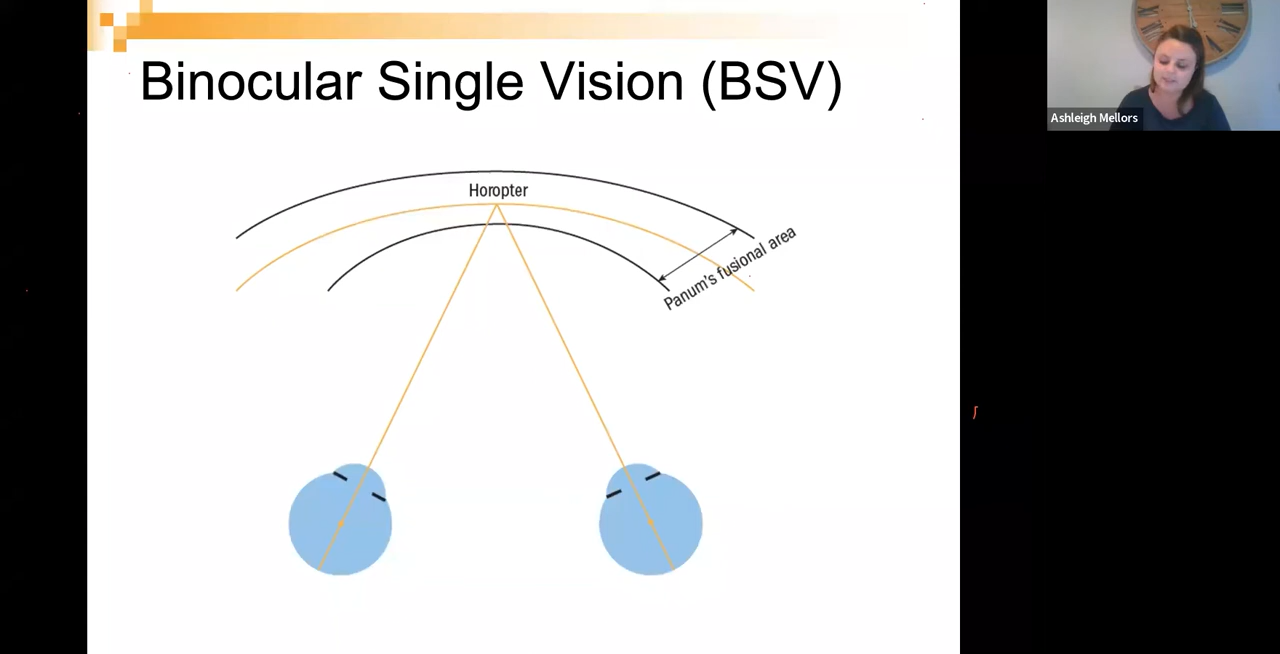 Binocular Single Vision (BSV)
Horopter
Panum's fusional area
Ashleigh Mellors